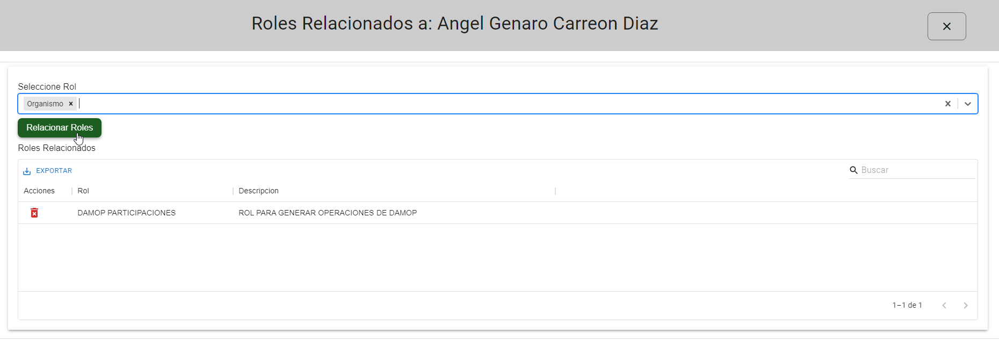 Roles Relacionados a: Angel Genaro Carreon Diaz
Seleccione Rol
Organismo
Relacionar Roles
Roles Relacionados
EXPORTAR
Buscar
Acciones Rol Descripcion
DAMOP PARTICIPACIONES ROL PARA GENERAR OPERACIONES DE DAMOP
1–1 de 1